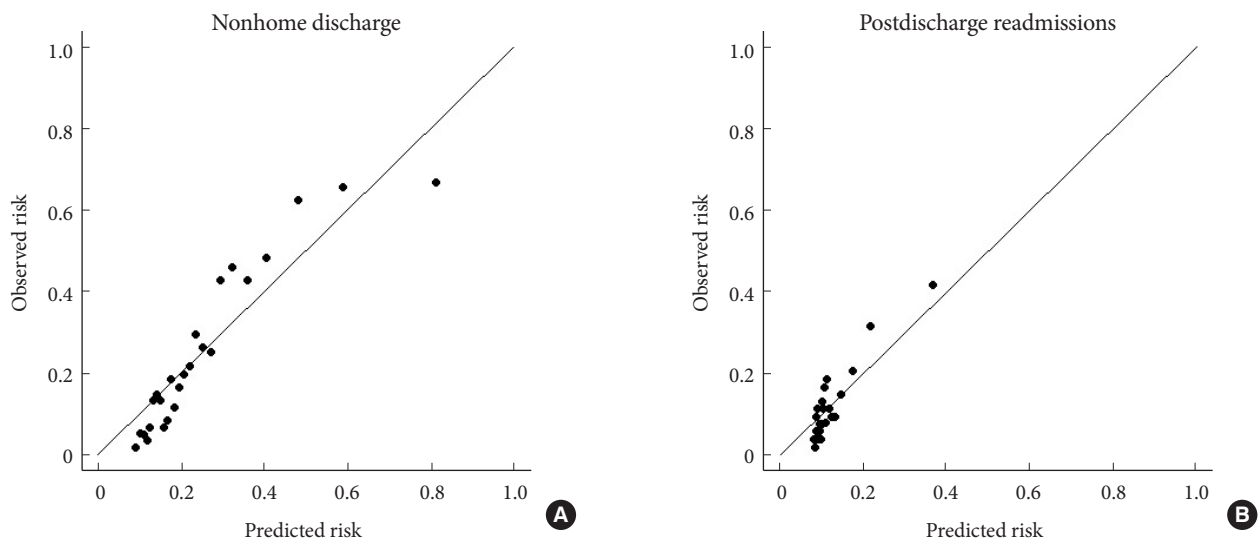 Nonhome discharge
1.0
0.8
0.6
0.4
0.2
0
Observed risk
0 0.2 0.4 0.6 0.8 1.0
Predicted risk
A
Postdischarge readmissions
1.0
0.8
0.6
0.4
0.2
0
Observed risk
0 0.2 0.4 0.6 0.8 1.0
Predicted risk
B